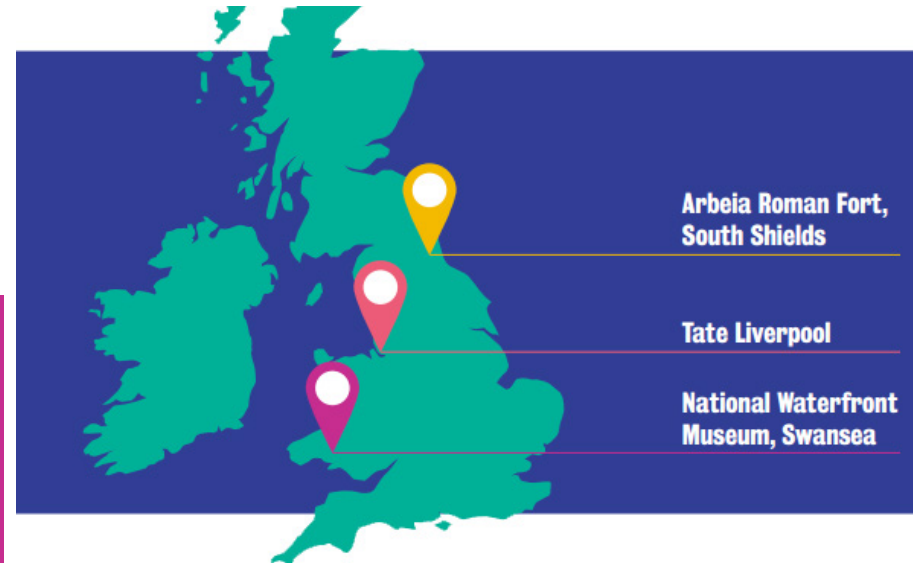 Arbeia Roman Fort,
South Shields
Tate Liverpool
National Waterfront
Museum, Swansea